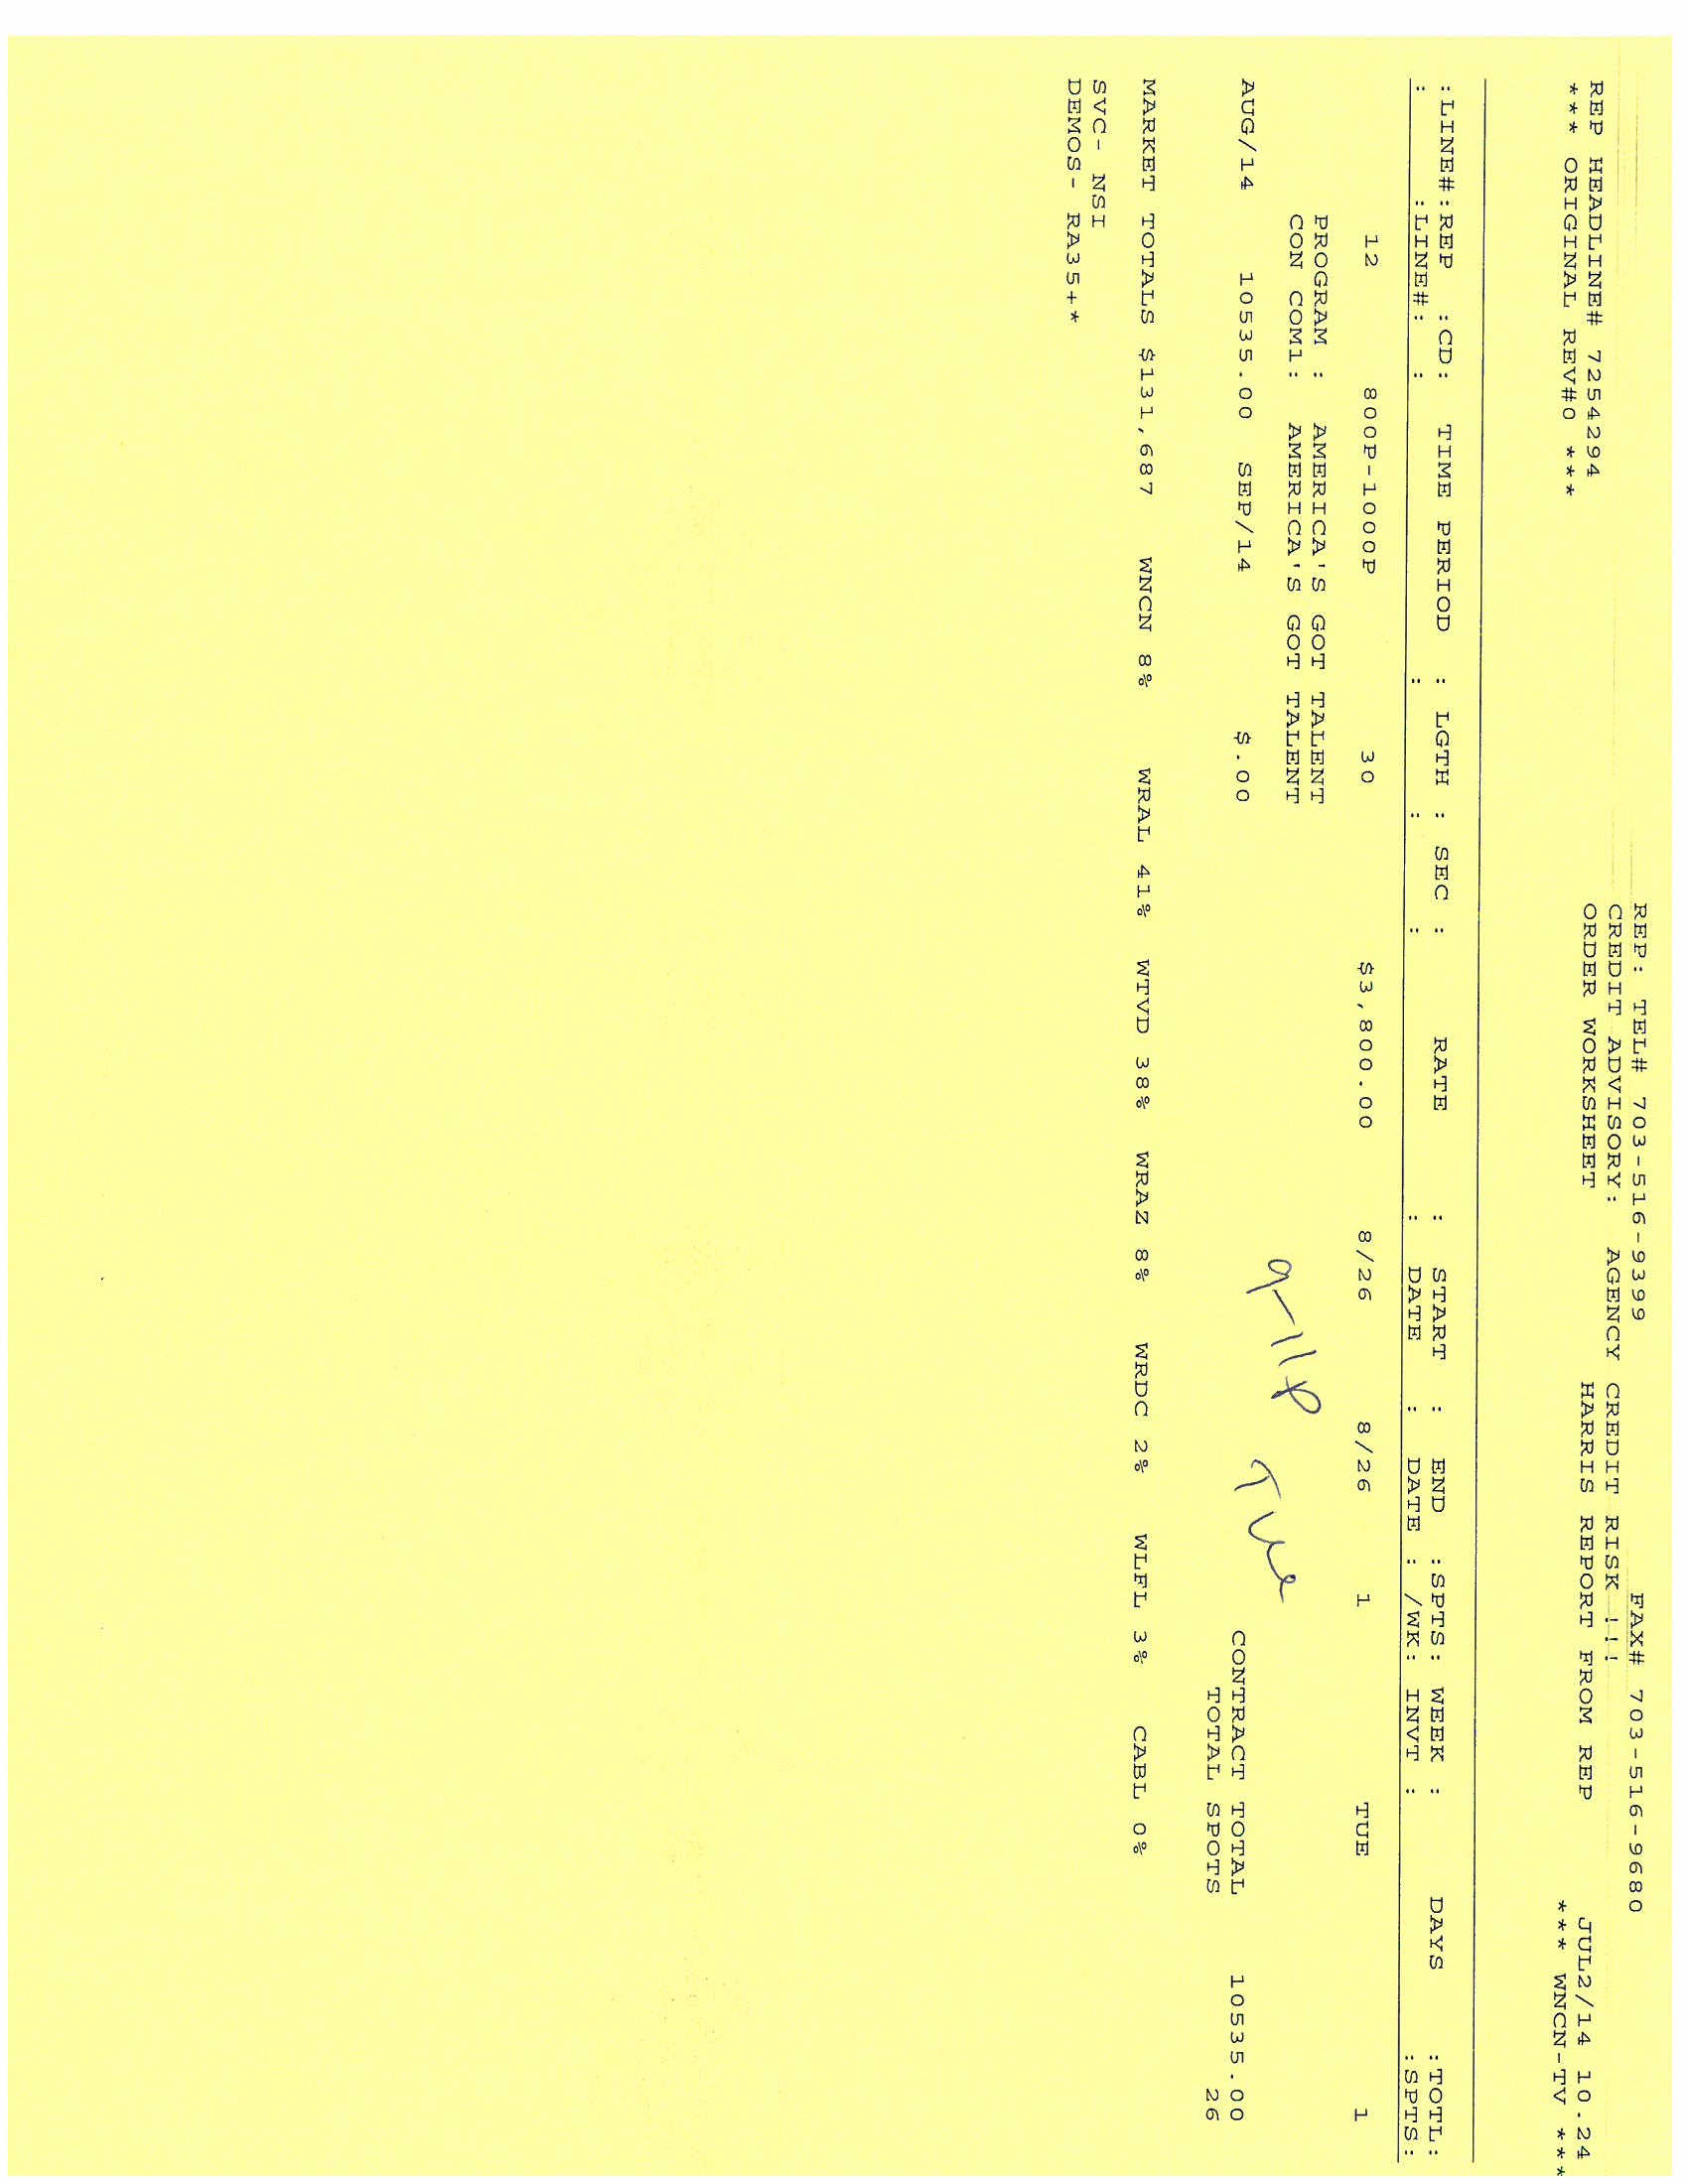 REP: TEL# 703-516-9399 FAX# 703-516-9680
CREDIT ADVISORY: AGENCY CREDIT RISK !!!
REP HEADLINE# 7254294 ORDER WORKSHEET HARRIS REPORT FROM REP JUL2/14 10.24
*** ORIGINAL REV#0 *** *** WNCN-TV ***
:LINE#:REP :CD: TIME PERIOD : LGTH : SEC : RATE : START : END :SPTS: WEEK : DAYS :TOTL:
: :LINE#: : : : : : DATE : DATE : /WK: INVT : :SPTS:
12 800P-1000P 30 $3,800.00 8/26 8/26 1 TUE 1
PROGRAM : AMERICA'S GOT TALENT
CON COM1: AMERICA'S GOT TALENT
9-11P Tue
AUG/14 10535.00 SEP/14 $.00 CONTRACT TOTAL 10535.00
TOTAL SPOTS 26
MARKET TOTALS $131,687 WNCN 8% WRAL 41% WTVD 38% WRAZ 8% WRDC 2% WLFL 3% CABL 0%
SVC- NSI
DEMOS- RA35+*